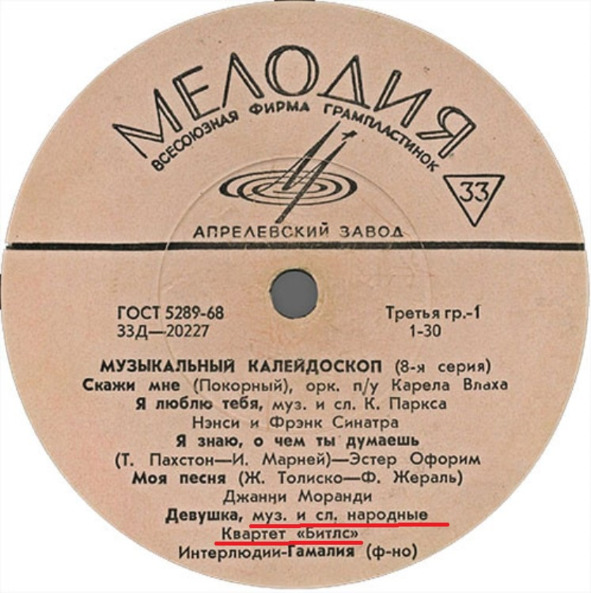 МЕЛОДИЯ
ВСЕСОЮЗНАЯ ФИРМА ГРАМПЛАСТИНОК
33
АПРЕЛЕВСКИЙ ЗАВОД
ГОСТ 5289-68 Третья гр.-1
33Д—20227 1-30
МУЗЫКАЛЬНЫЙ КАЛЕЙДОСКОП (8-я серия)
Скажи мне (Покорный), орк. п/у Карела Влаха
Я люблю тебя, муз. и сл. К. Паркса
Нэнси и Фрэнк Синатра
Я знаю, о чем ты думаешь
(Т. Пахстон—И. Марней)—Эстер Офорим
Моя песня (Ж. Толиско—Ф. Жераль)
Джанни Моранди
Девушка, муз. и сл. народные
Квартет «Битлс»
Интерлюдии-Гамалия (ф-но)